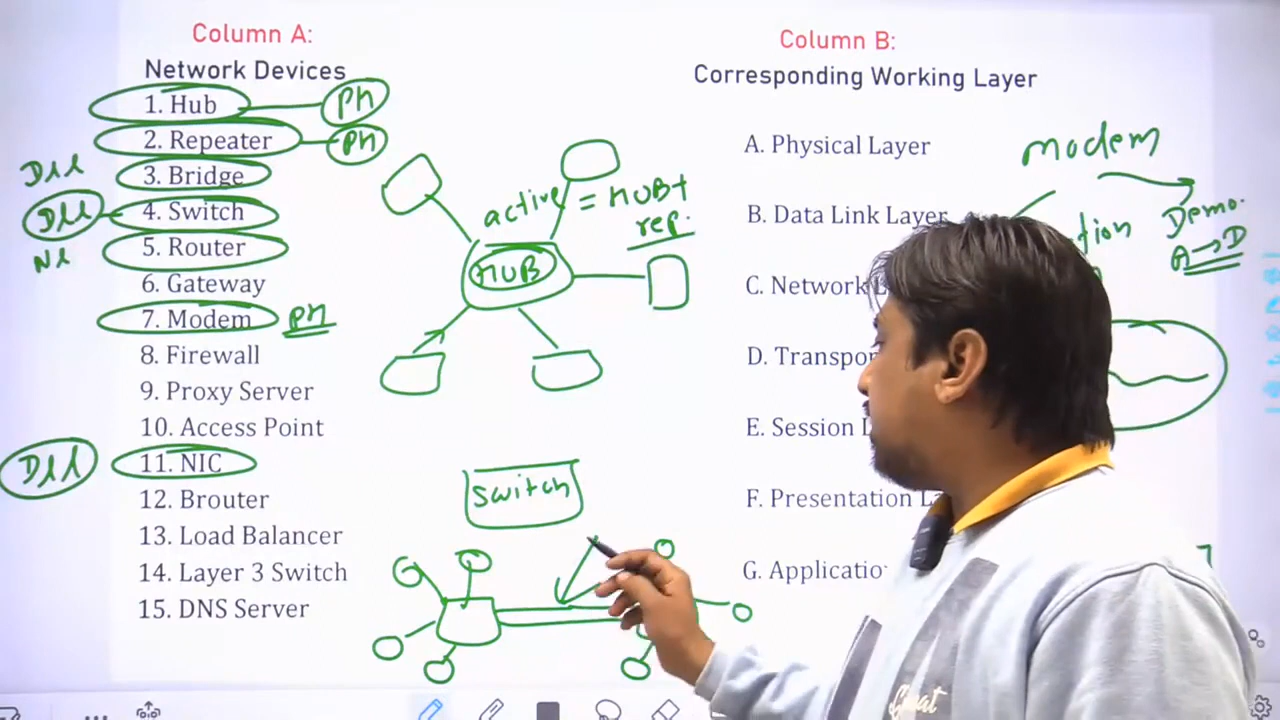 Column A:
Network Devices
1. Hub
Ph
2. Repeater
Ph
3. Bridge
Dll
4. Switch
Dll
5. Router
Nl
6. Gateway
7. Modem
PH
8. Firewall
9. Proxy Server
10. Access Point
11. NIC
Dll
12. Brouter
13. Load Balancer
14. Layer 3 Switch
15. DNS Server
active = HUB+
rep.
HUB
Switch
Column B:
Corresponding Working Layer
A. Physical Layer
B. Data Link Layer
C. Network L
D. Transpor
E. Session L
F. Presentation La
G. Applicatio
modem
tion
Demo.
A→D